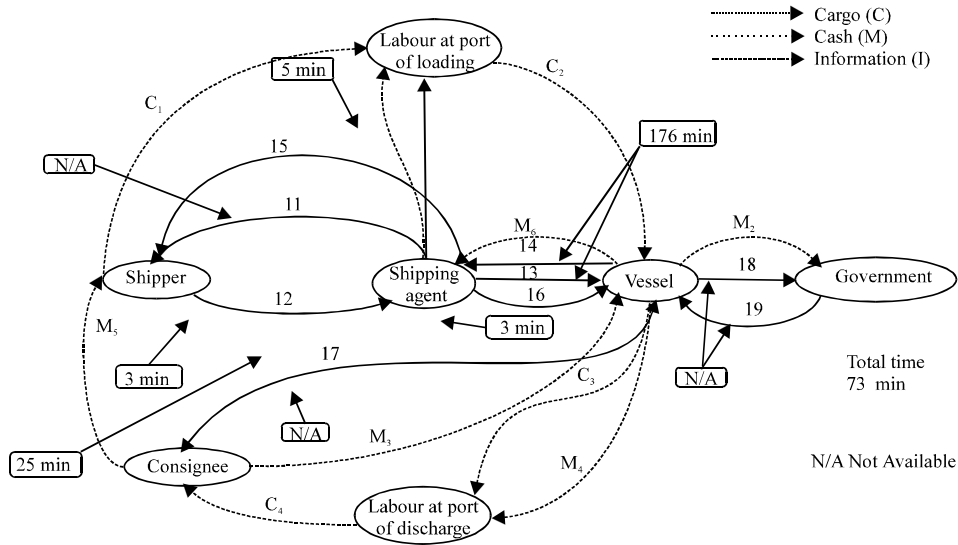 Cargo (C)
Cash (M)
Information (I)
Labour at port
of loading
5 min
C₂
C₁
176 min
15
N/A
11
M₆
14
M₂
Shipper
Shipping
agent
13
Vessel
18
Government
16
12
19
M₅
3 min
17
3 min
C₃
N/A
Total time
73 min
N/A
M₃
25 min
Consignee
M₄
N/A Not Available
C₄
Labour at port
of discharge